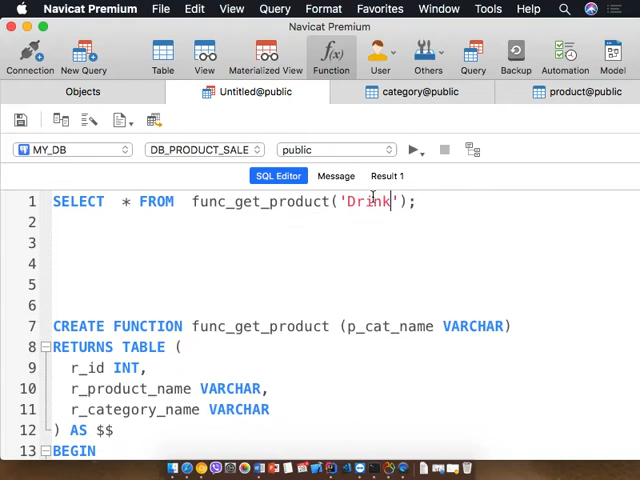 Navicat Premium File Edit View Query Format Favorites Window Tools Help
Navicat Premium
Connection New Query Table View Materialized View Function User Others Query Backup Automation Model
Objects Untitled@public category@public product@public
MY_DB DB_PRODUCT_SALE public
SQL Editor Message Result 1
1 SELECT * FROM func_get_product('Drink');
2
3
4
5
6
7 CREATE FUNCTION func_get_product (p_cat_name VARCHAR)
8 RETURNS TABLE (
9 r_id INT,
10 r_product_name VARCHAR,
11 r_category_name VARCHAR
12 ) AS $$
13 BEGIN